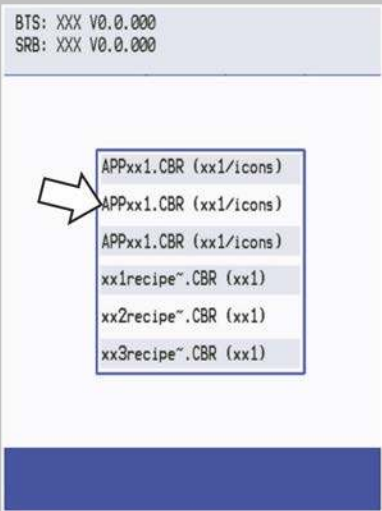 BTS: XXX V0.0.000
SRB: XXX V0.0.000
APPxx1.CBR (xx1/icons)
APPxx1.CBR (xx1/icons)
APPxx1.CBR (xx1/icons)
xx1recipe~.CBR (xx1)
xx2recipe~.CBR (xx1)
xx3recipe~.CBR (xx1)